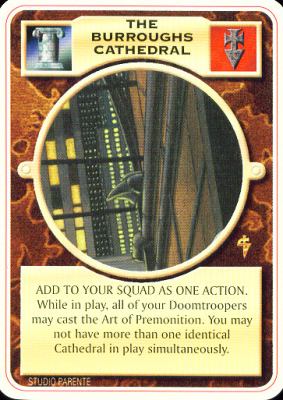 THE
BURROUGHS
CATHEDRAL
ADD TO YOUR SQUAD AS ONE ACTION.
While in play, all of your Doomtroopers
may cast the Art of Premonition. You may
not have more than one identical
Cathedral in play simultaneously.
STUDIO PARENTE